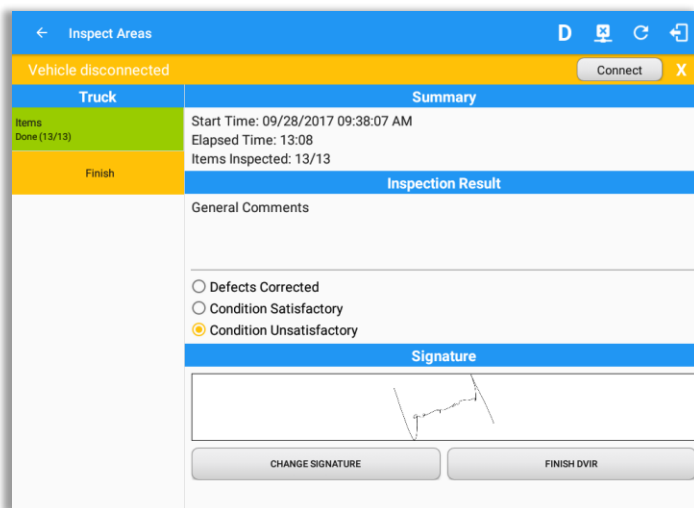 Inspect Areas
D
Vehicle disconnected
Connect
X
Truck
Items
Done (13/13)
Finish
Summary
Start Time: 09/28/2017 09:38:07 AM
Elapsed Time: 13:08
Items Inspected: 13/13
Inspection Result
General Comments
Defects Corrected
Condition Satisfactory
Condition Unsatisfactory
Signature
CHANGE SIGNATURE
FINISH DVIR